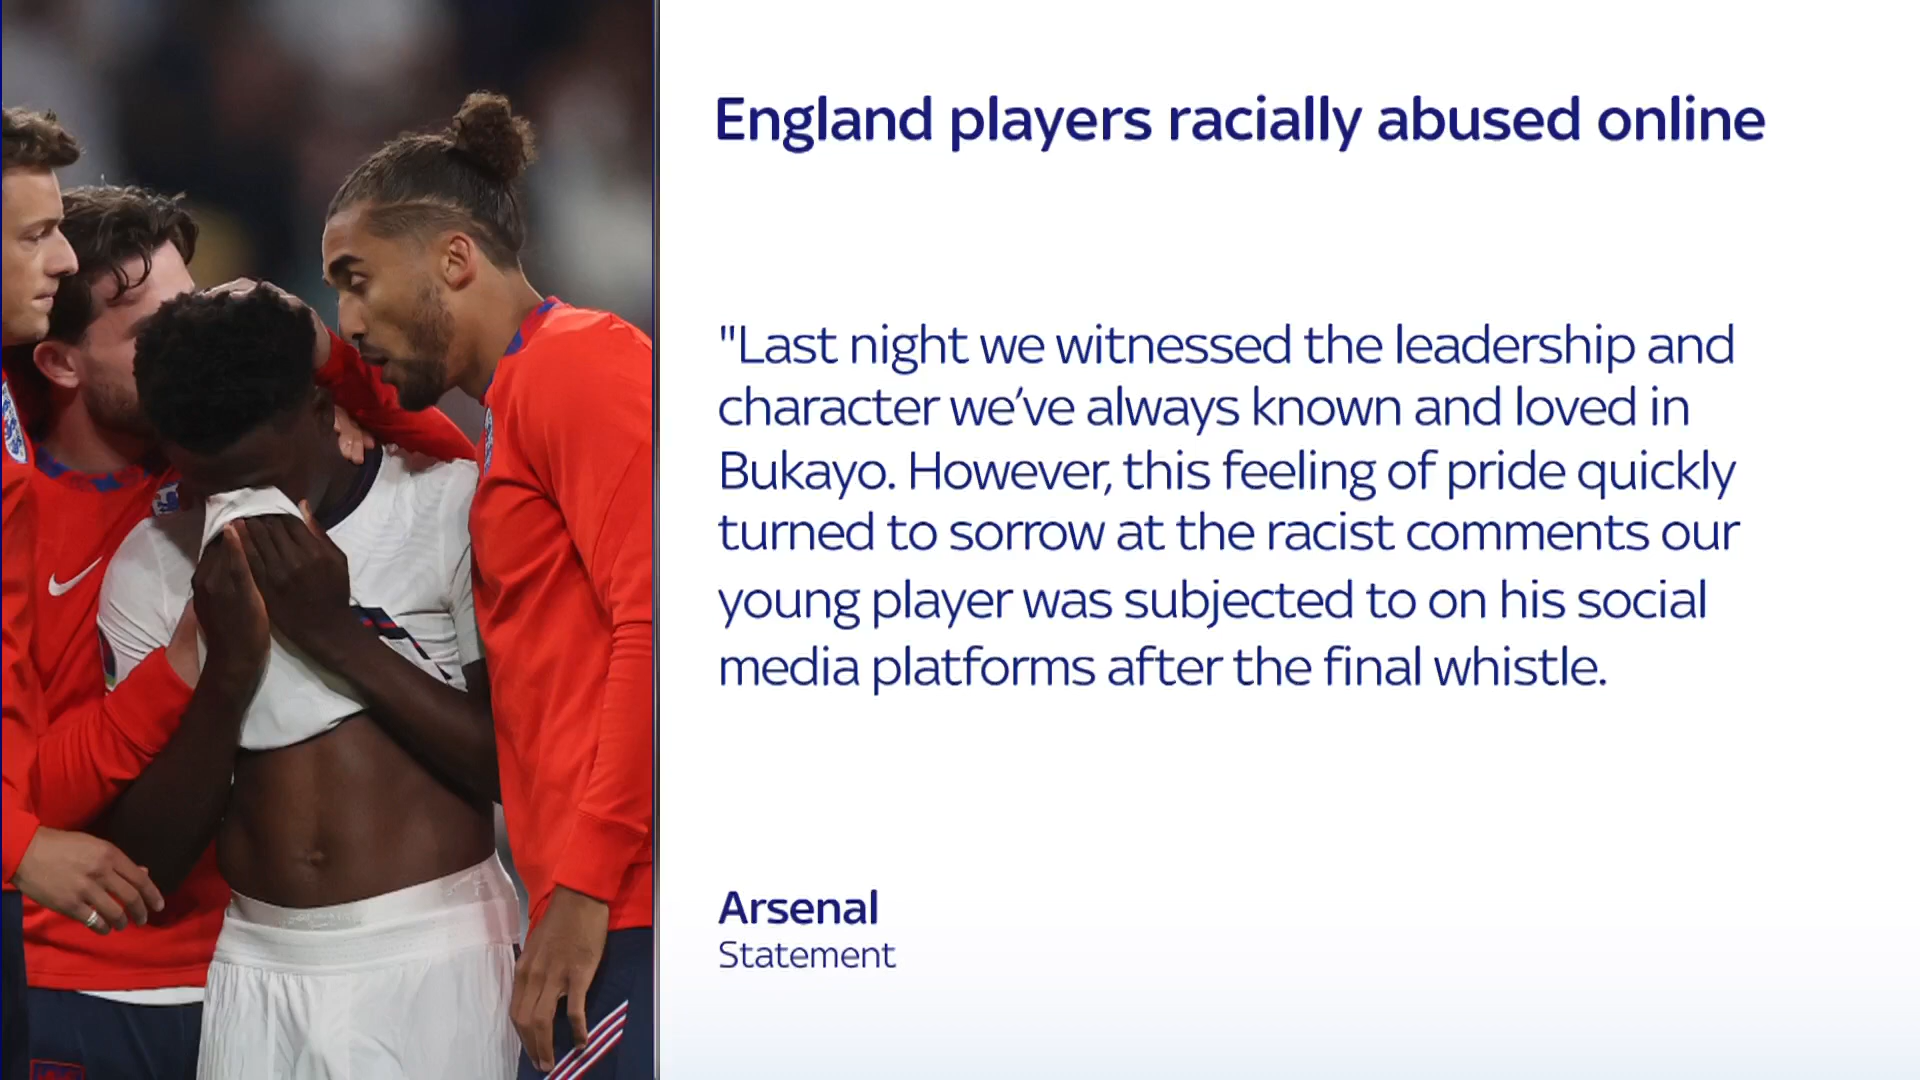 England players racially abused online
"Last night we witnessed the leadership and
character we've always known and loved in
Bukayo. However, this feeling of pride quickly
turned to sorrow at the racist comments our
young player was subjected to on his social
media platforms after the final whistle.
Arsenal
Statement